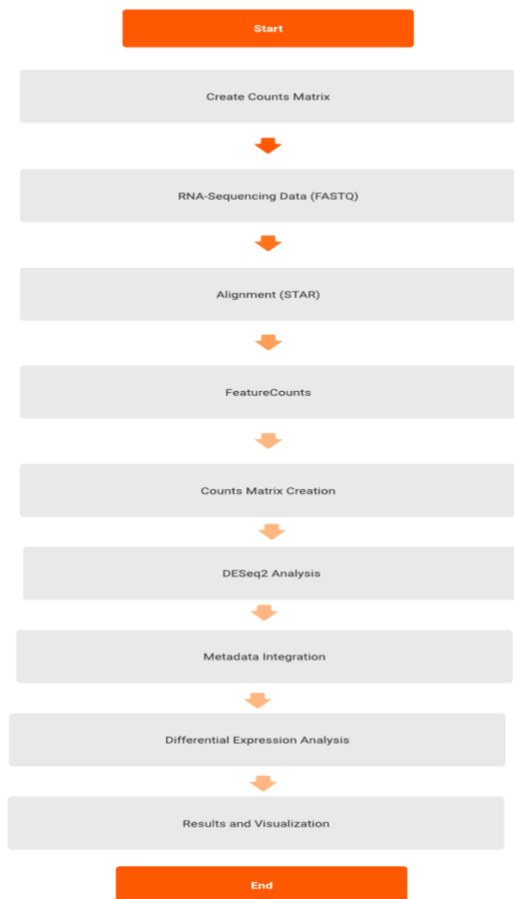 Start
Create Counts Matrix
RNA-Sequencing Data (FASTQ)
Alignment (STAR)
FeatureCounts
Counts Matrix Creation
DESeq2 Analysis
Metadata Integration
Differential Expression Analysis
Results and Visualization
End